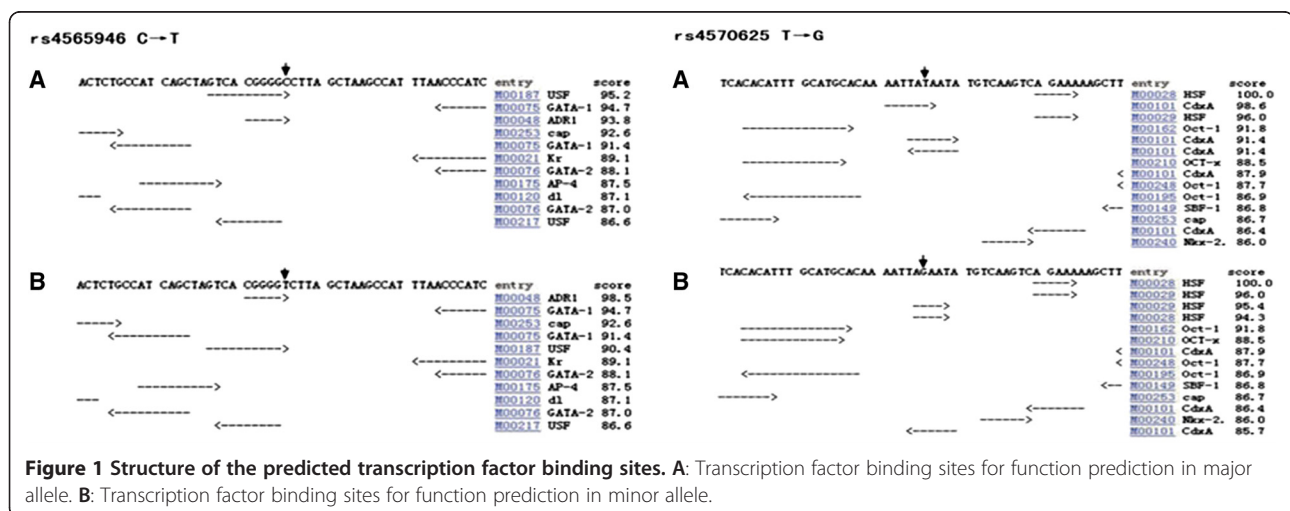 rs4565946 C→T
A
ACTCTGCCAT CAGCTAGTCA CGGGGCCTTA GCTAAGCCAT TTAACCCATC entry score
M00187 USF 95.2
M00075 GATA-1 94.7
M00048 ADR1 93.8
M00253 cap 92.6
M00075 GATA-1 91.4
M00021 Kr 89.1
M00076 GATA-2 88.1
M00175 AP-4 87.5
M00120 dl 87.1
M00076 GATA-2 87.0
M00217 USF 86.6
B
ACTCTGCCAT CAGCTAGTCA CGGGGTCTTA GCTAAGCCAT TTAACCCATC entry score
M00048 ADR1 98.5
M00075 GATA-1 94.7
M00253 cap 92.6
M00075 GATA-1 91.4
M00187 USF 90.4
M00021 Kr 89.1
M00076 GATA-2 88.1
M00175 AP-4 87.5
M00120 dl 87.1
M00076 GATA-2 87.0
M00217 USF 86.6
rs4570625 T→G
A
TCACACATTT GCATGCACAA AATTATAATA TGTCAAGTCA GAAAAAGCTT entry score
M00028 HSF 100.0
M00101 CdxA 98.6
M00029 HSF 96.0
M00162 Oct-1 91.8
M00101 CdxA 91.4
M00101 CdxA 91.4
M00210 OCT-x 88.5
M00101 CdxA 87.9
M00248 Oct-1 87.7
M00195 Oct-1 86.9
M00149 SBF-1 86.8
M00253 cap 86.7
M00101 CdxA 86.4
M00240 Nkx-2. 86.0
B
TCACACATTT GCATGCACAA AATTAGAATA TGTCAAGTCA GAAAAAGCTT entry score
M00028 HSF 100.0
M00029 HSF 96.0
M00029 HSF 95.4
M00028 HSF 94.3
M00162 Oct-1 91.8
M00210 OCT-x 88.5
M00101 CdxA 87.9
M00248 Oct-1 87.7
M00195 Oct-1 86.9
M00149 SBF-1 86.8
M00253 cap 86.7
M00101 CdxA 86.4
M00240 Nkx-2. 86.0
M00101 CdxA 85.7
Figure 1 Structure of the predicted transcription factor binding sites. A: Transcription factor binding sites for function prediction in major
allele. B: Transcription factor binding sites for function prediction in minor allele.